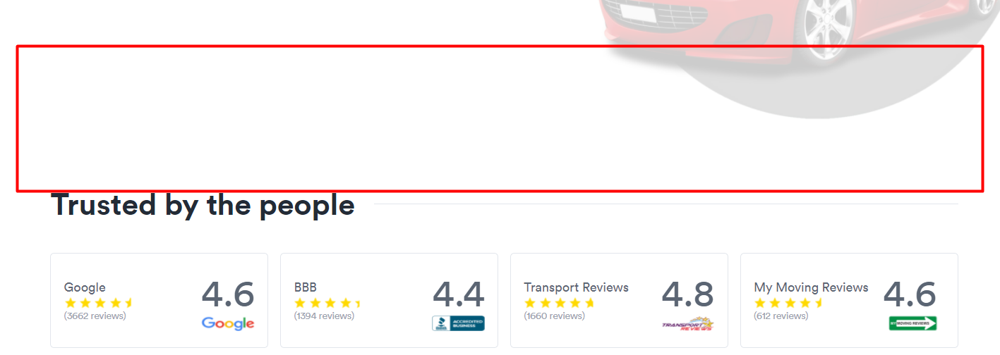 Trusted by the people
Google
4.6
(3662 reviews)
Google
BBB
4.4
(1394 reviews)
BBB
ACCREDITED
BUSINESS
Transport Reviews
4.8
(1660 reviews)
TRANSPORT
REVIEWS
My Moving Reviews
4.6
(612 reviews)
MY MOVING REVIEWS